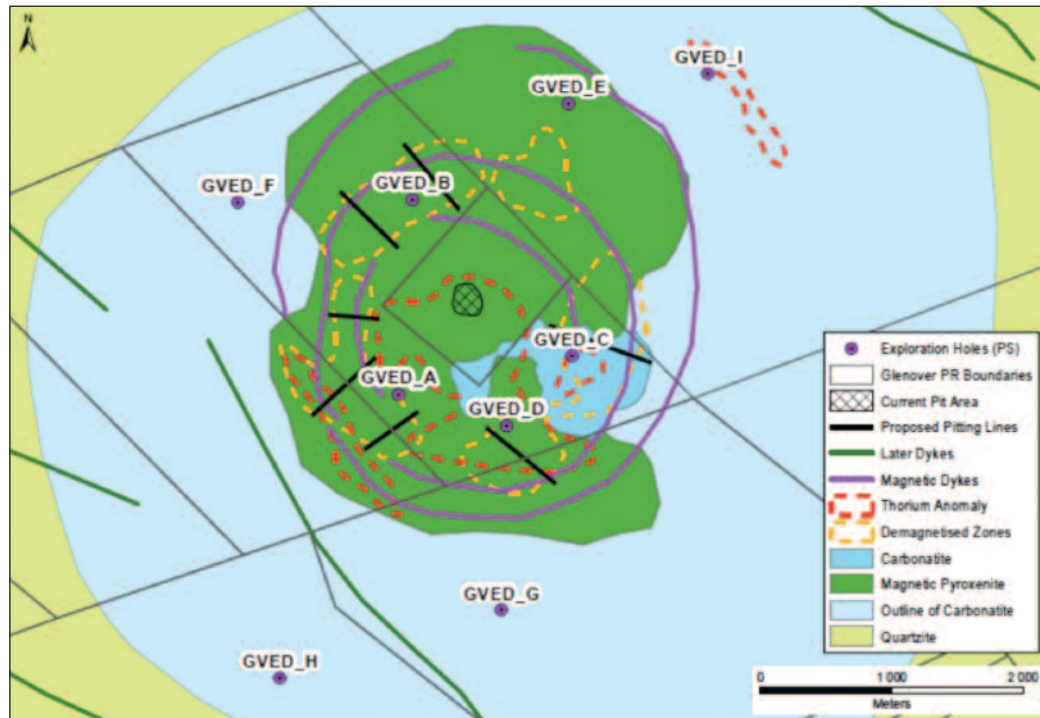 N
GVED_I
GVED_E
GVED_F
GVED_B
GVED_C
GVED_A
GVED_D
GVED_G
GVED_H
Exploration Holes (PS)
Glenover PR Boundaries
Current Pit Area
Proposed Pitting Lines
Later Dykes
Magnetic Dykes
Thorium Anomaly
Demagnetised Zones
Carbonatite
Magnetic Pyroxenite
Outline of Carbonatite
Quartzite
0 1 000 2 000
Meters